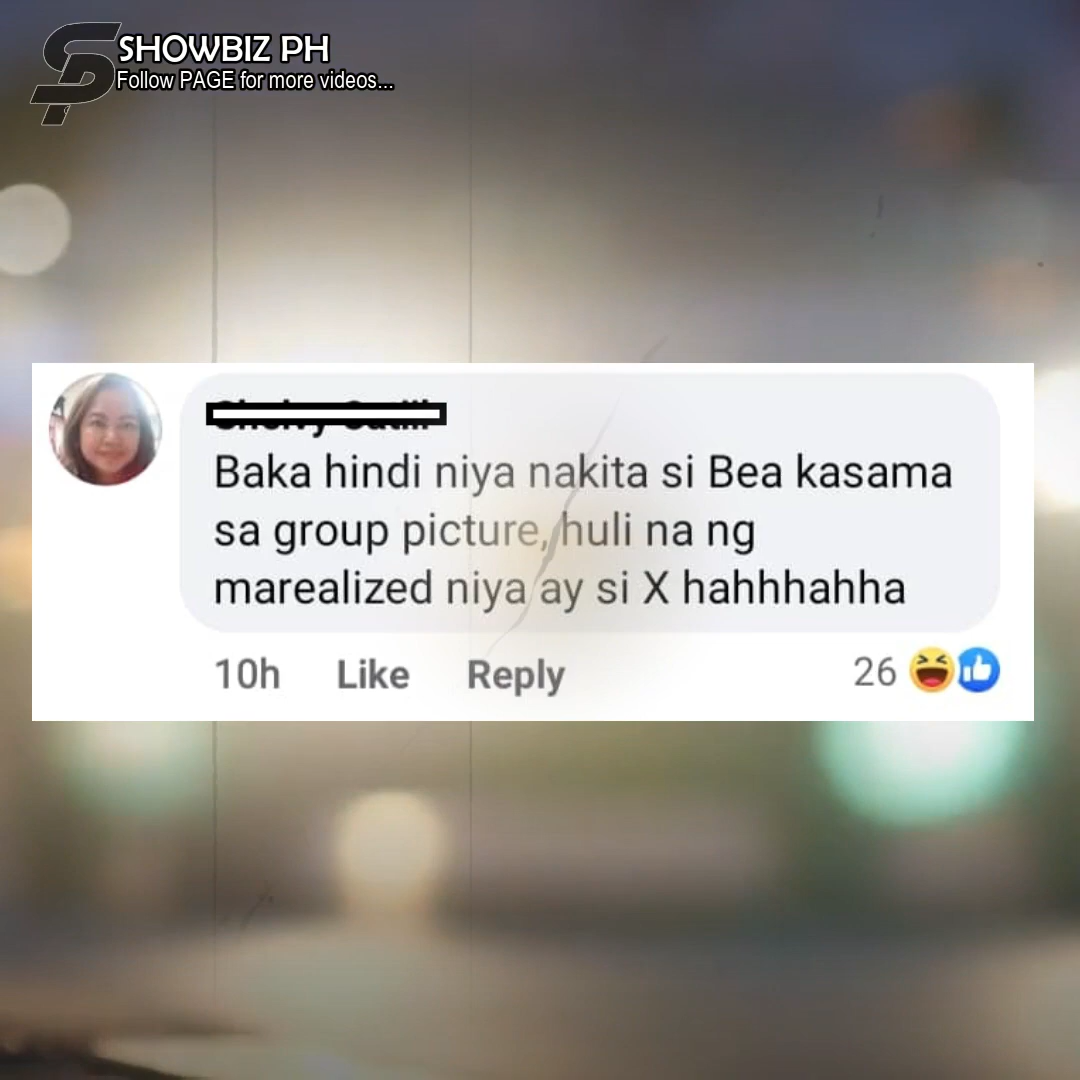 SHOWBIZ PH
Follow PAGE for more videos...
Baka hindi niya nakita si Bea kasama
sa group picture, huli na ng
marealized niya ay si X hahhhahha
10h Like Reply 26